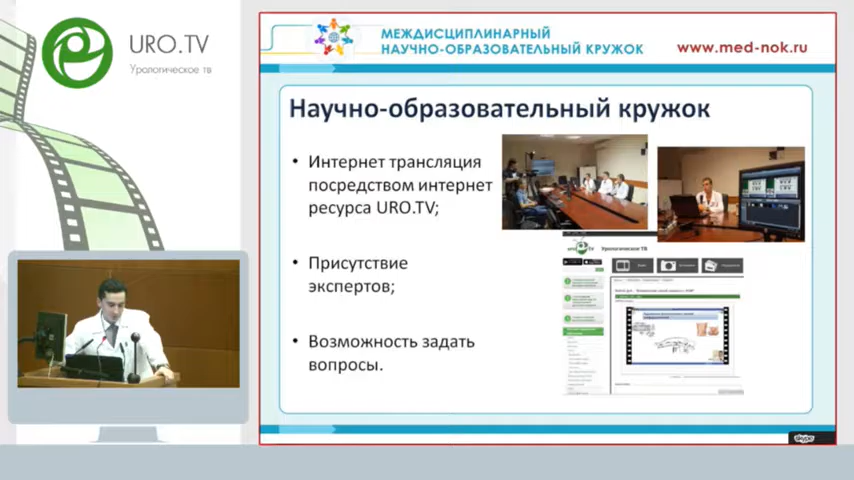 URO.TV
Урологическое тв
МЕЖДИСЦИПЛИНАРНЫЙ
НАУЧНО-ОБРАЗОВАТЕЛЬНЫЙ КРУЖОК
www.med-nok.ru
Научно-образовательный кружок
• Интернет трансляция
посредством интернет
ресурса URO.TV;
• Присутствие
экспертов;
• Возможность задать
вопросы.
Урологическое ТВ
skype